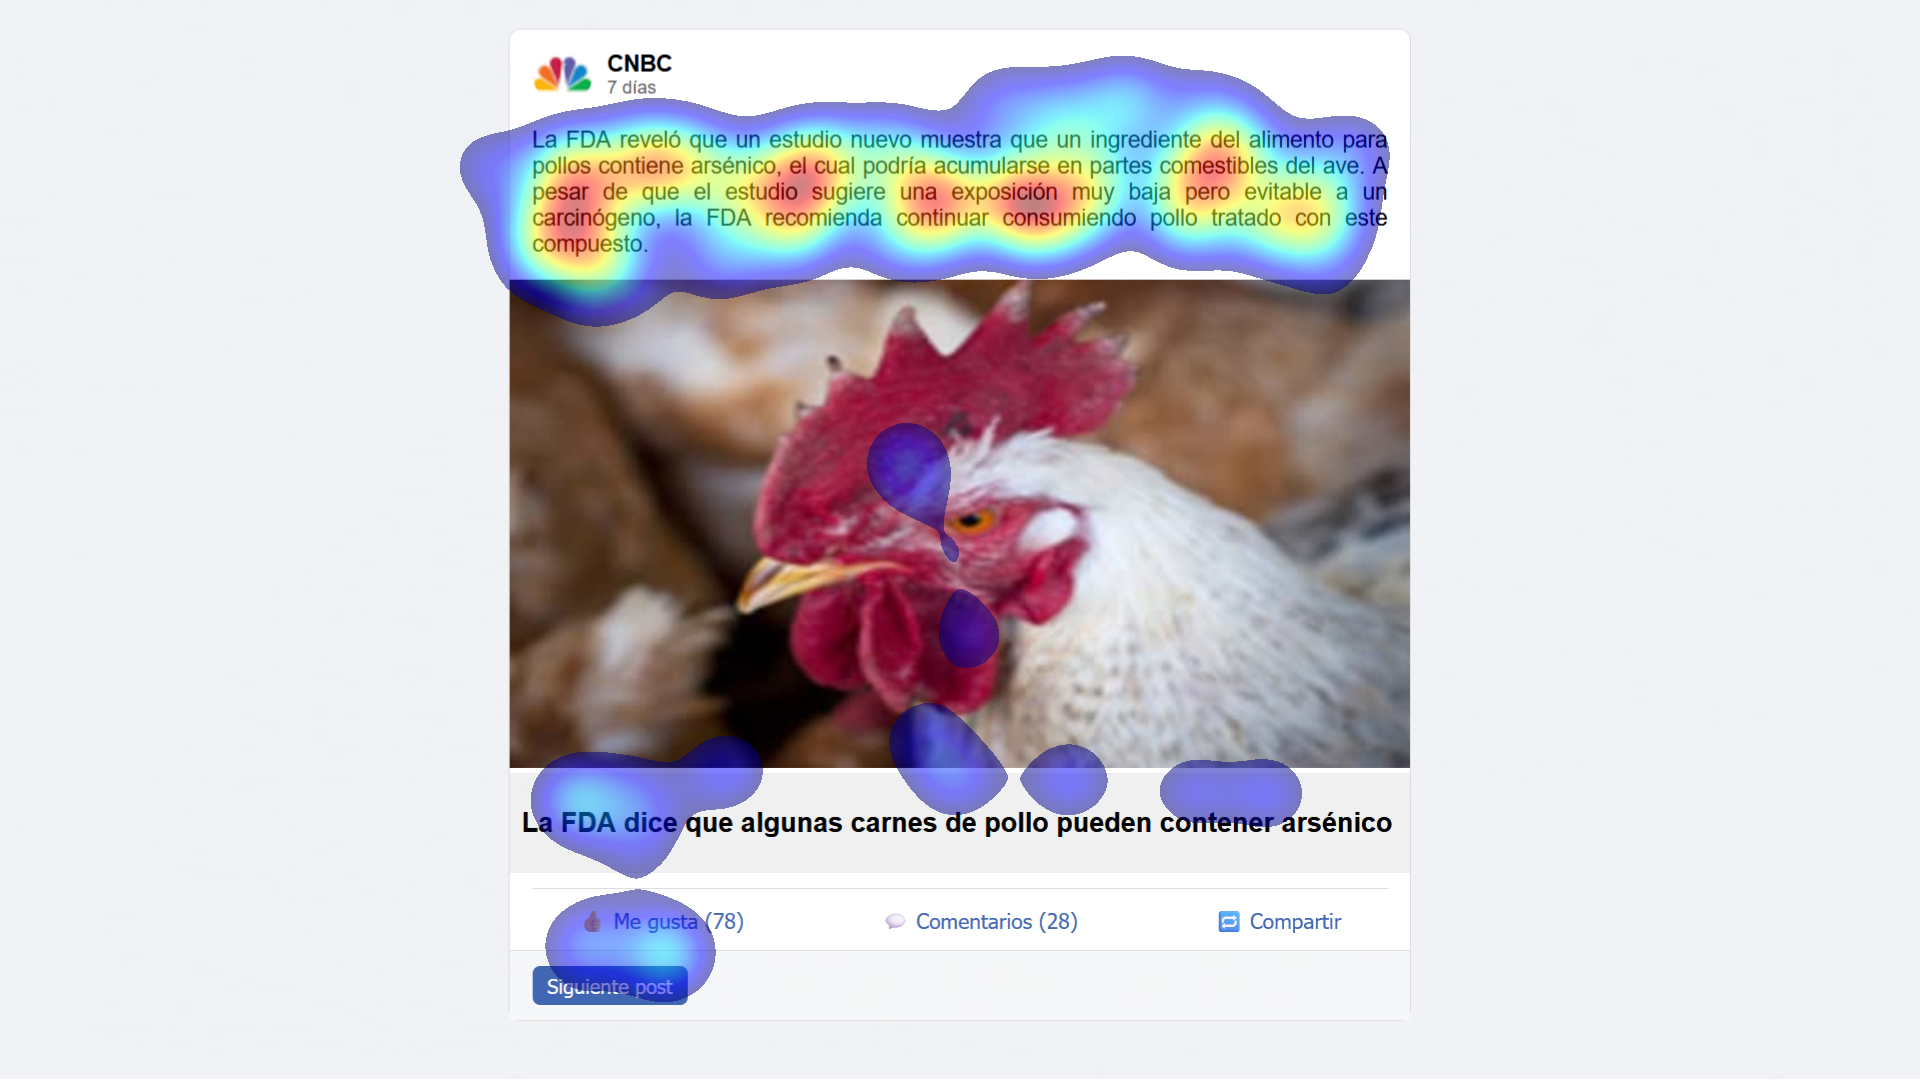 CNBC
7 días
La FDA reveló que un estudio nuevo muestra que un ingrediente del alimento para
pollos contiene arsénico, el cual podría acumularse en partes comestibles del ave. A
pesar de que el estudio sugiere una exposición muy baja pero evitable a un
carcinógeno, la FDA recomienda continuar consumiendo pollo tratado con este
compuesto.
La FDA dice que algunas carnes de pollo pueden contener arsénico
Me gusta (78) Comentarios (28) Compartir
Siguiente post